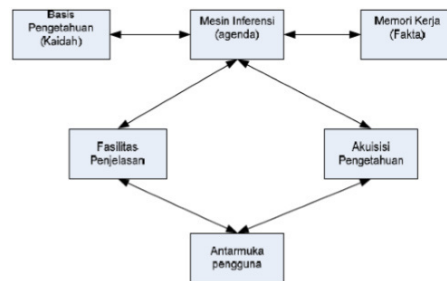 Basis
Pengetahuan
(Kaidah)
Mesin Inferensi
(agenda)
Memori Kerja
(Fakta)
Fasilitas
Penjelasan
Akuisisi
Pengetahuan
Antarmuka
pengguna